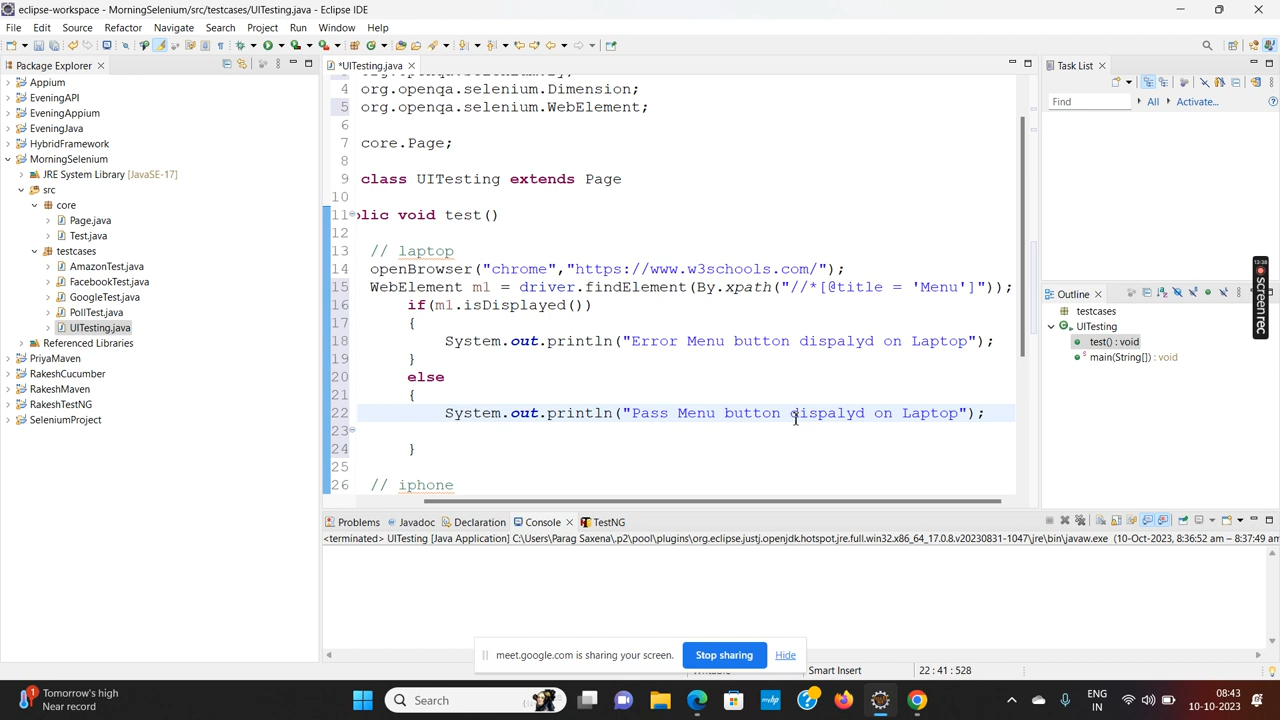 eclipse-workspace - MorningSelenium/src/testcases/UITesting.java - Eclipse IDE
File Edit Source Refactor Navigate Search Project Run Window Help
Package Explorer
*UITesting.java
Task List
Appium
EveningAPI
EveningAppium
EveningJava
HybridFramework
MorningSelenium
JRE System Library [JavaSE-17]
src
core
Page.java
Test.java
testcases
AmazonTest.java
FacebookTest.java
GoogleTest.java
PollTest.java
UITesting.java
Referenced Libraries
PriyaMaven
RakeshCucumber
RakeshMaven
RakeshTestNG
SeleniumProject
4 org.openqa.selenium.Dimension;
5 org.openqa.selenium.WebElement;
6
7 core.Page;
8
9 class UITesting extends Page
10
11 olic void test()
12
13 // laptop
14 openBrowser("chrome","https://www.w3schools.com/");
15 WebElement m1 = driver.findElement(By.xpath("//*[@title = 'Menu']"));
16 if(m1.isDisplayed())
17 {
18 System.out.println("Error Menu button dispalyd on Laptop");
19 }
20 else
21 {
22 System.out.println("Pass Menu button dispalyd on Laptop");
23
24 }
25
26 // iphone
Find All Activate...
Outline
testcases
UITesting
test() : void
main(String[]) : void
13:38
screenrec
Problems Javadoc Declaration Console TestNG
<terminated> UITesting [Java Application] C:\Users\Parag Saxena\.p2\pool\plugins\org.eclipse.justj.openjdk.hotspot.jre.full.win32.x86_64_17.0.8.v20230831-1047\jre\bin\javaw.exe (10-Oct-2023, 8:36:52 am – 8:37:49 am
meet.google.com is sharing your screen. Stop sharing Hide
Smart Insert 22 : 41 : 528
1
Tomorrow's high
Near record
Search
ENG
IN
08:43
10-10-2023